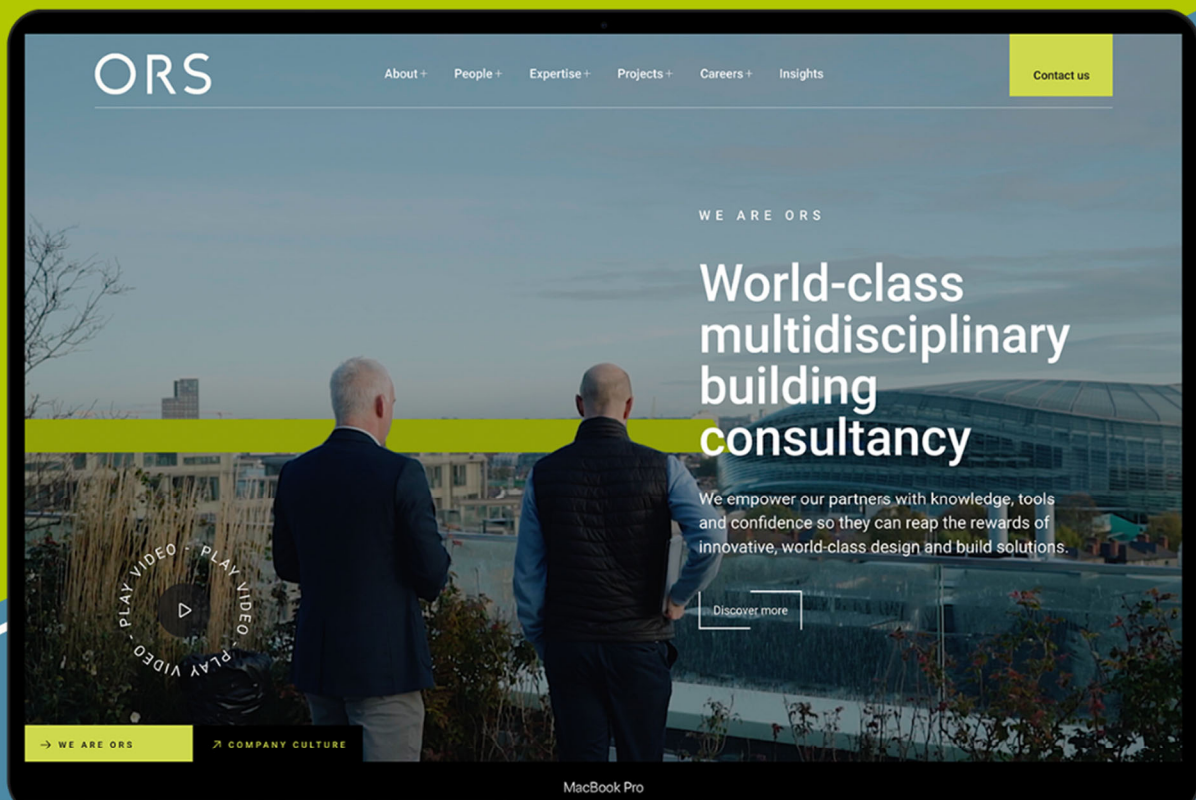 ORS
About +
People +
Expertise +
Projects +
Careers +
Insights
Contact us
WE ARE ORS
World-class
multidisciplinary
building
consultancy
We empower our partners with knowledge, tools
and confidence so they can reap the rewards of
innovative, world-class design and build solutions.
Discover more
PLAY VIDEO · PLAY VIDEO · PLAY VIDEO · PLAY VIDEO ·
→ WE ARE ORS
↗ COMPANY CULTURE
MacBook Pro